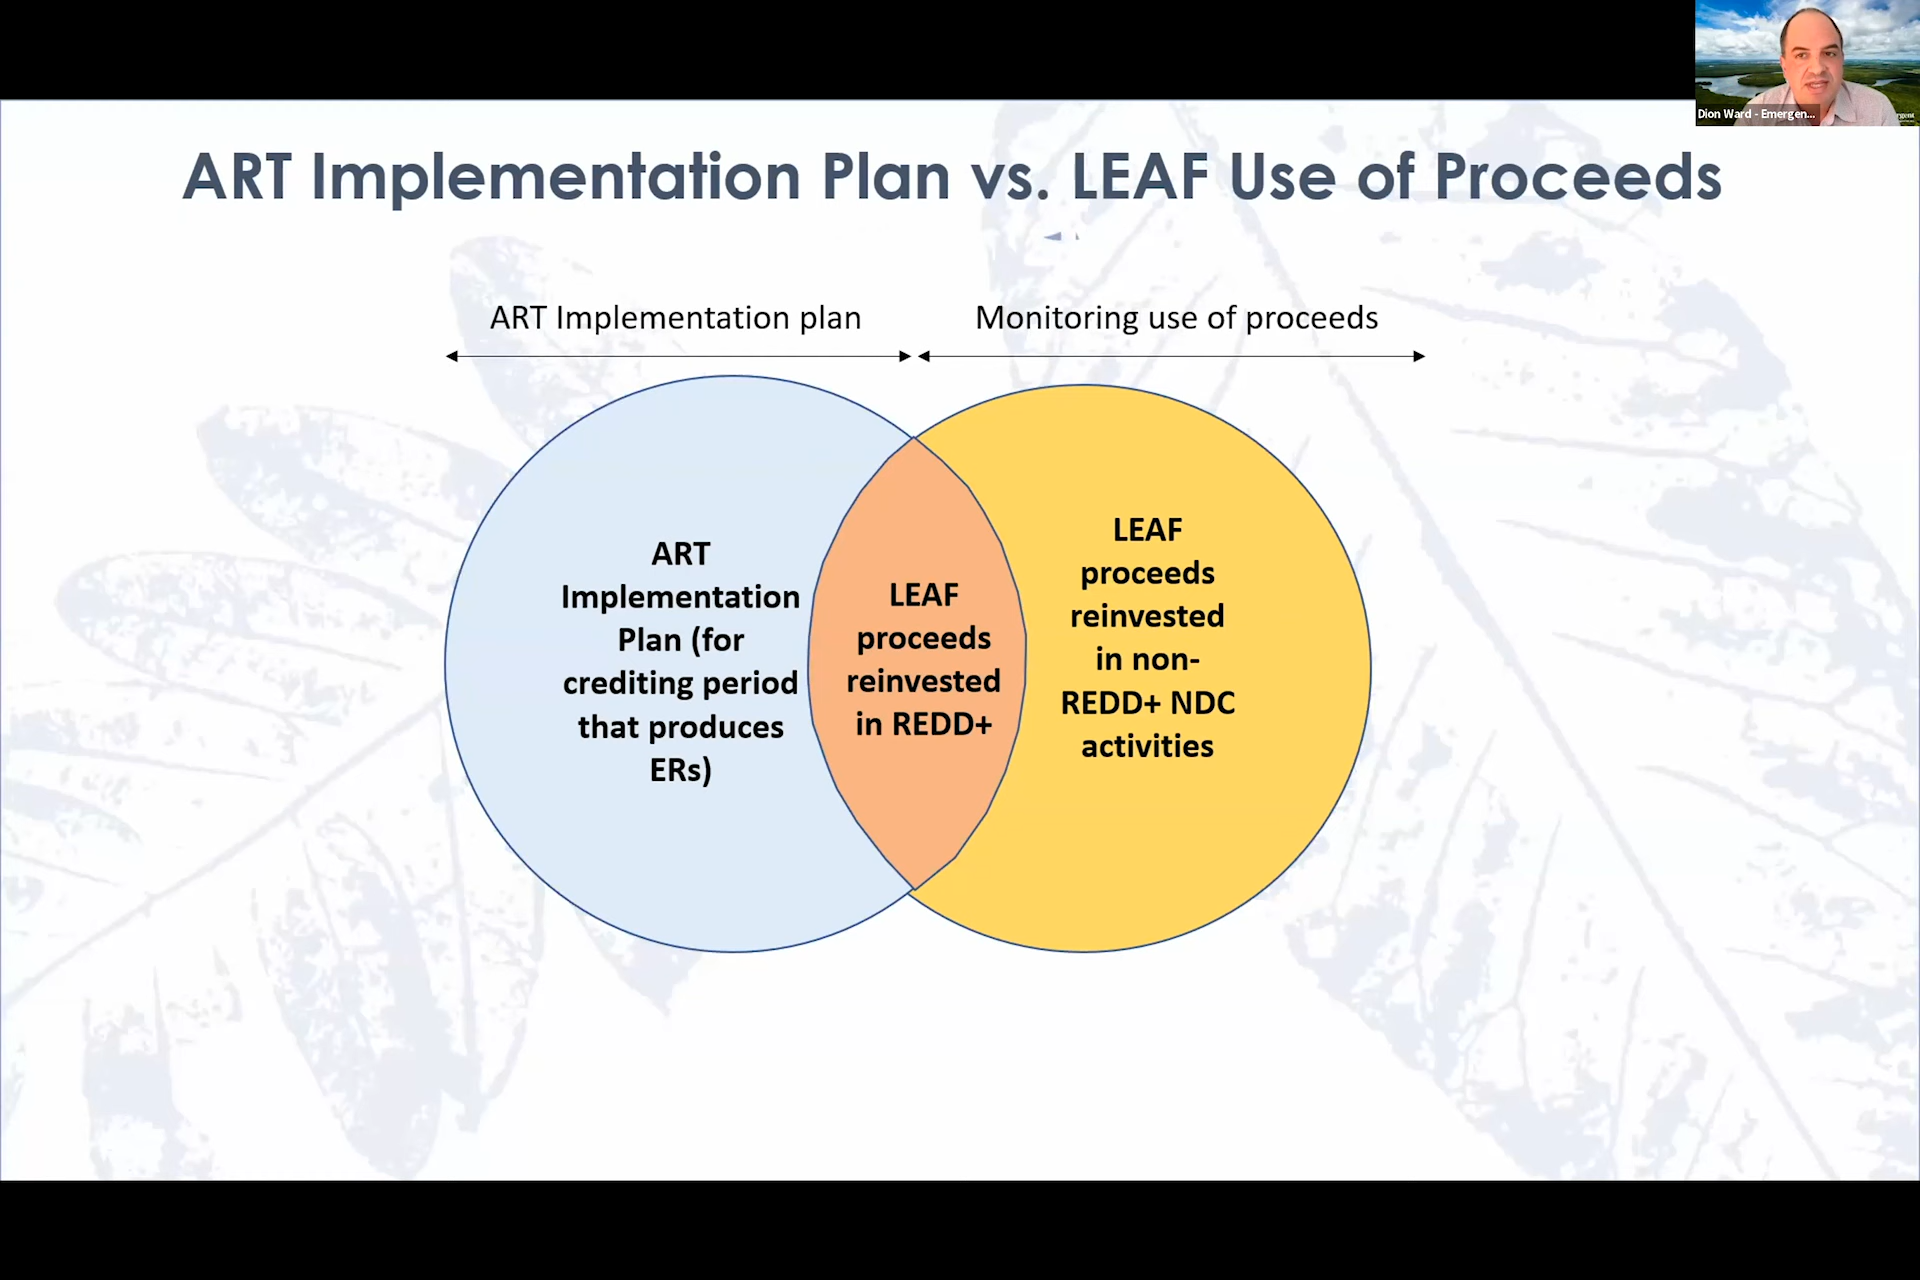 Dion Ward - Emergen...
ART Implementation Plan vs. LEAF Use of Proceeds
ART Implementation plan
Monitoring use of proceeds
ART
Implementation
Plan (for
crediting period
that produces
ERs)
LEAF
proceeds
reinvested
in REDD+
LEAF
proceeds
reinvested
in non-
REDD+ NDC
activities